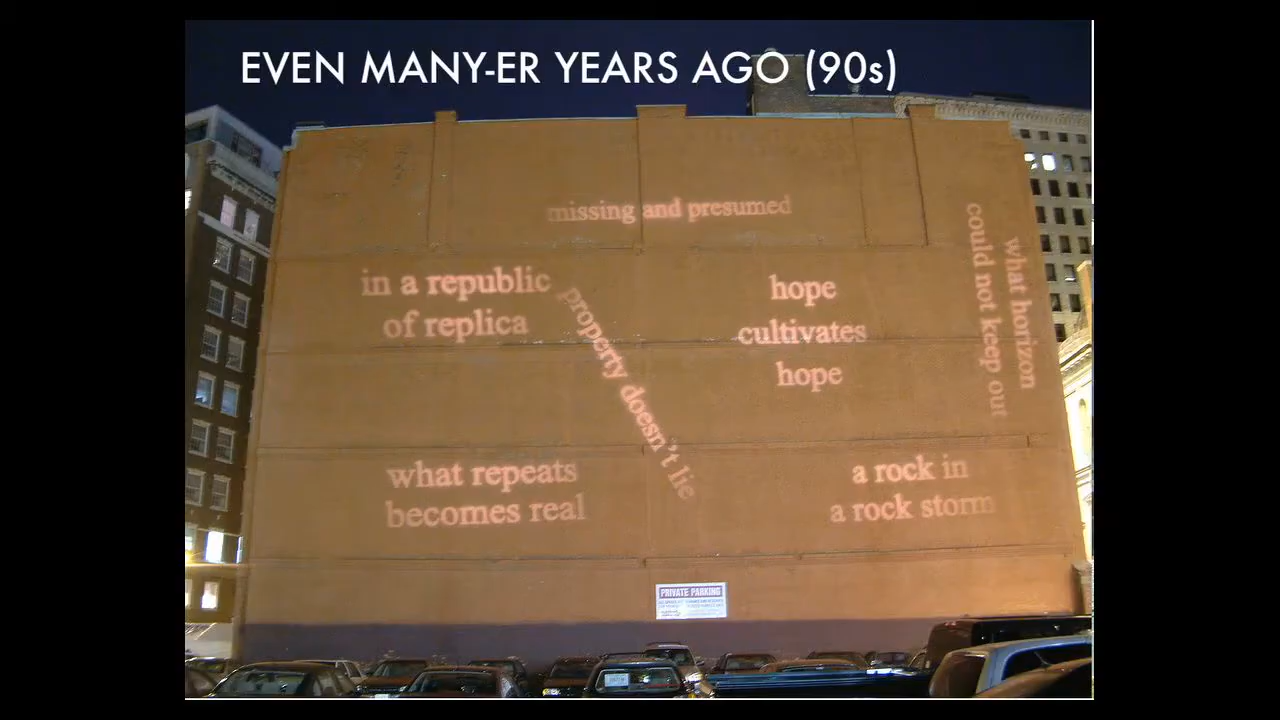 EVEN MANY-ER YEARS AGO (90s)
missing and presumed
in a republic
of replica
property doesn't lie
hope
cultivates
hope
what horizon
could not keep out
what repeats
becomes real
a rock in
a rock storm
PRIVATE PARKING